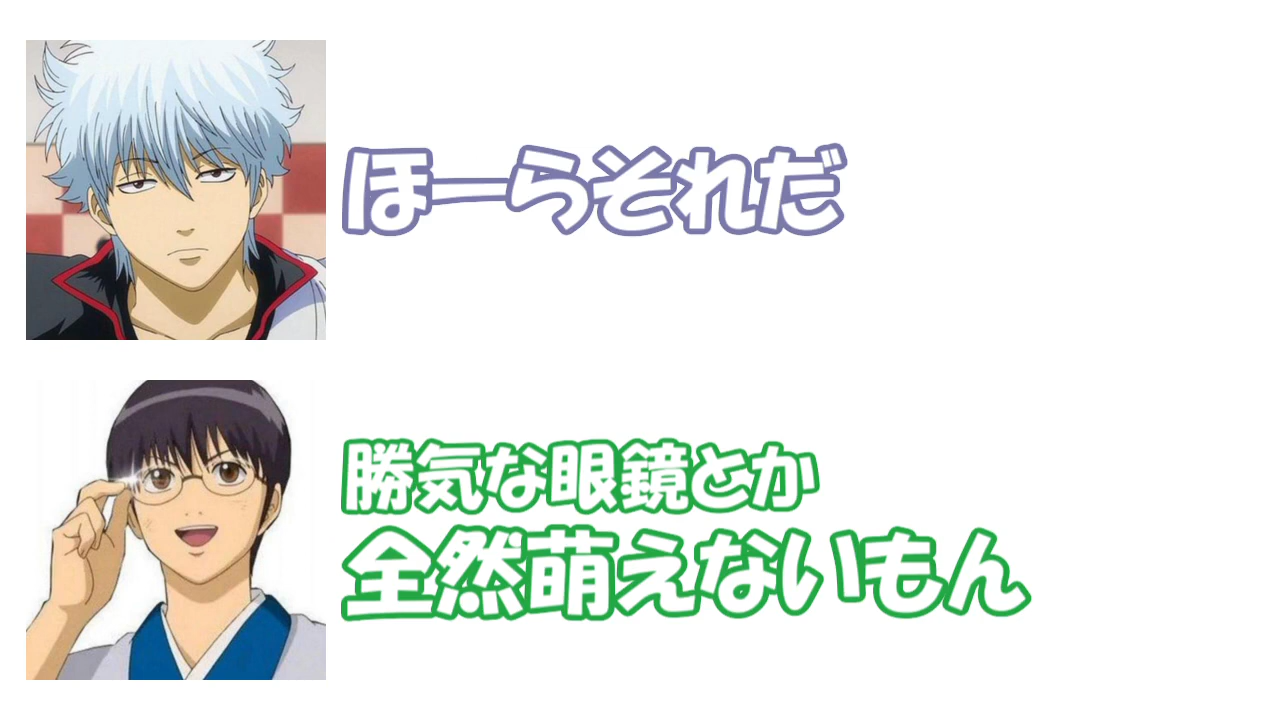 ほーらそれだ
勝気な眼鏡とか
全然萌えないもん